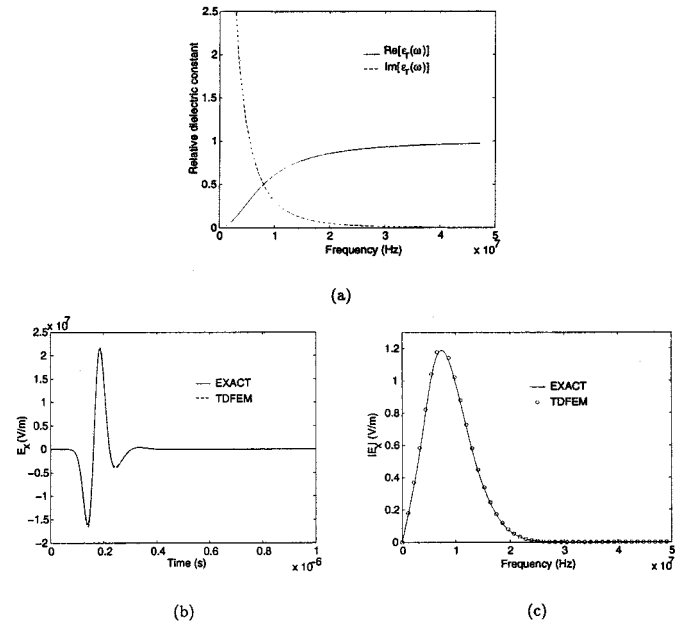 2.5
2
1.5
1
0.5
0
Relative dielectric constant
Re[εr(ω)]
Im[εr(ω)]
0 1 2 3 4 5
Frequency (Hz)
× 10^7
(a)
× 10^7
2.5
2
1.5
1
0.5
0
−0.5
−1
−1.5
−2
Ex(V/m)
EXACT
TDFEM
0 0.2 0.4 0.6 0.8 1
Time (s)
× 10^-6
(b)
1.2
1
0.8
0.6
0.4
0.2
0
|Ex| (V/m)
EXACT
TDFEM
0 1 2 3 4 5
Frequency (Hz)
× 10^7
(c)